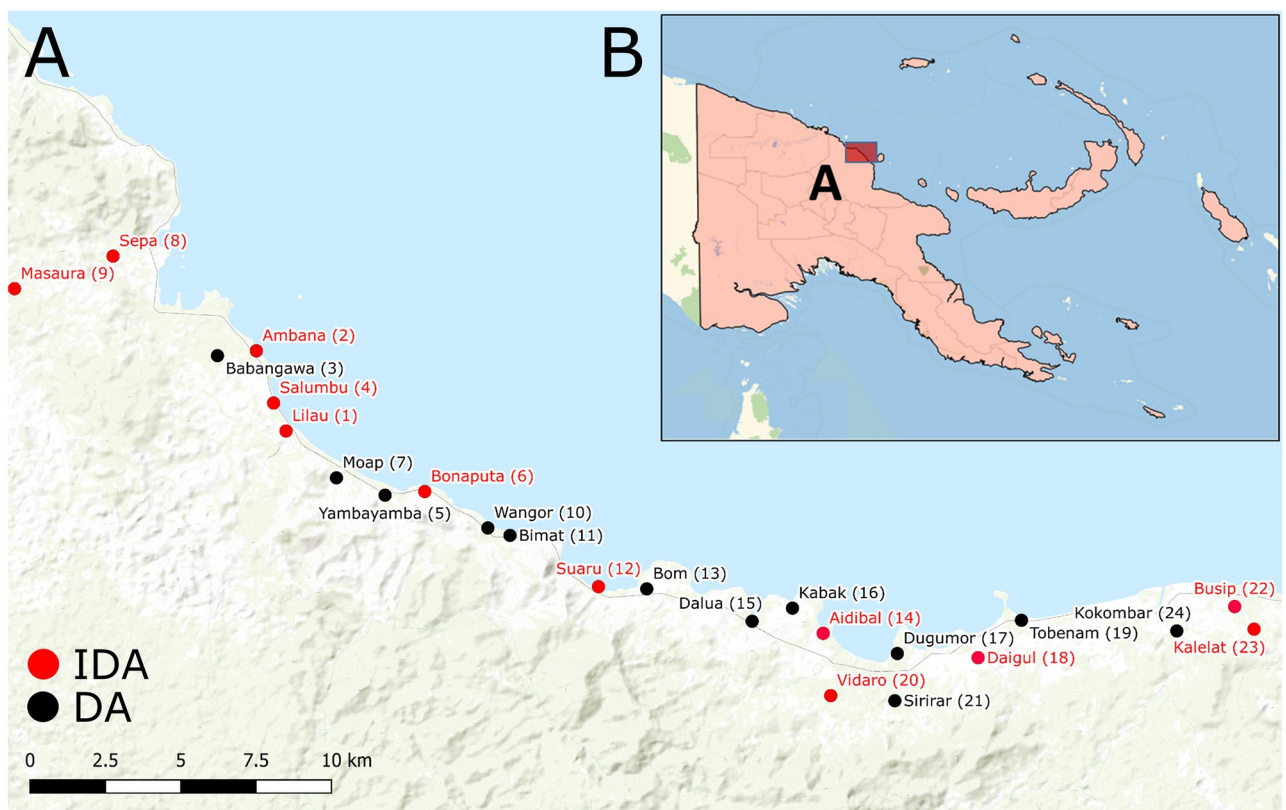 A
B
A
Sepa (8)
Masaura (9)
Ambana (2)
Babangawa (3)
Salumbu (4)
Lilau (1)
Moap (7)
Bonaputa (6)
Yambayamba (5)
Wangor (10)
Bimat (11)
Suaru (12)
Bom (13)
Kabak (16)
Dalua (15)
Aidibal (14)
Dugumor (17)
Tobenam (19)
Daigul (18)
Busip (22)
Kokombar (24)
Kalelat (23)
Vidaro (20)
Sirirar (21)
IDA
DA
0 2.5 5 7.5 10 km